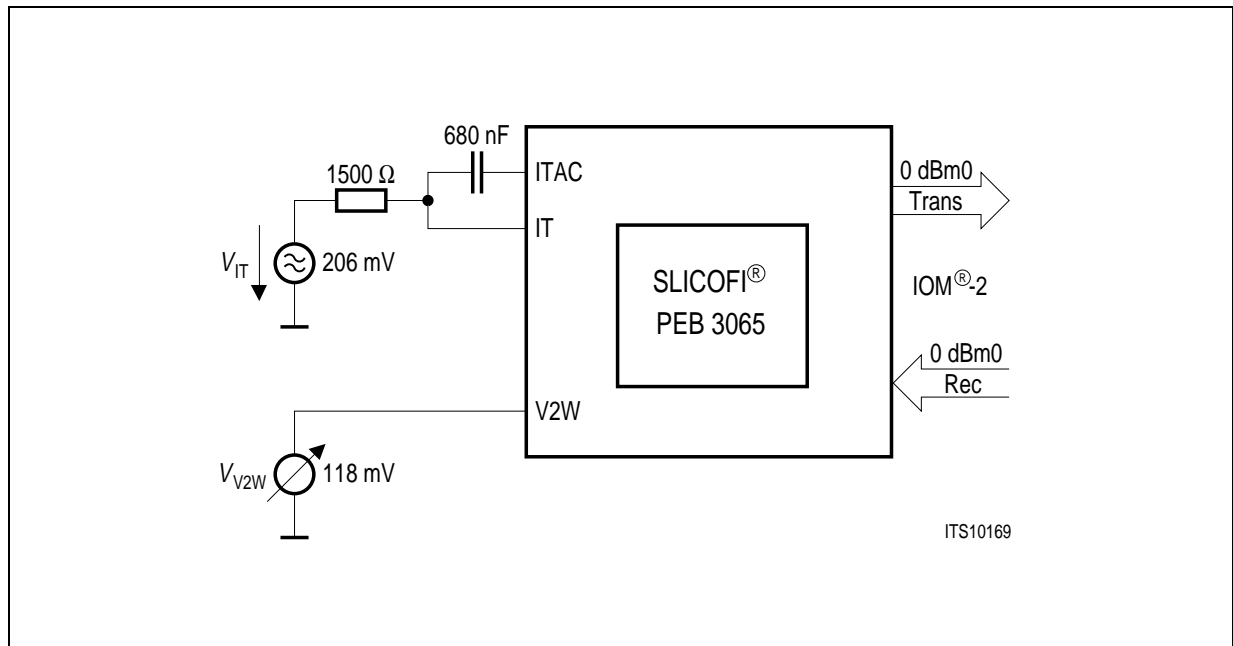 680 nF
1500 Ω
ITAC
IT
V_IT
206 mV
SLICOFI®
PEB 3065
0 dBm0
Trans
IOM®-2
0 dBm0
Rec
V2W
V_V2W
118 mV
ITS10169